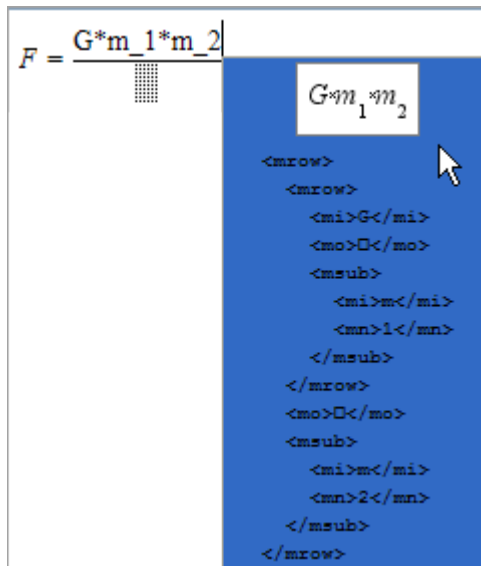 G*m_1*m_2
F =
G*m1*m2
<mrow>
<mrow>
<mi>G</mi>
<mo>□</mo>
<msub>
<mi>m</mi>
<mn>1</mn>
</msub>
</mrow>
<mo>□</mo>
<msub>
<mi>m</mi>
<mn>2</mn>
</msub>
</mrow>